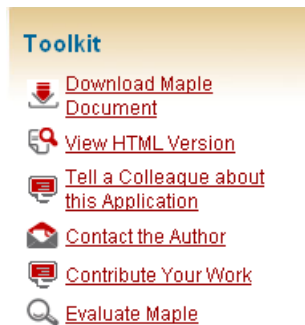 Toolkit
Download Maple
Document
View HTML Version
Tell a Colleague about
this Application
Contact the Author
Contribute Your Work
Evaluate Maple